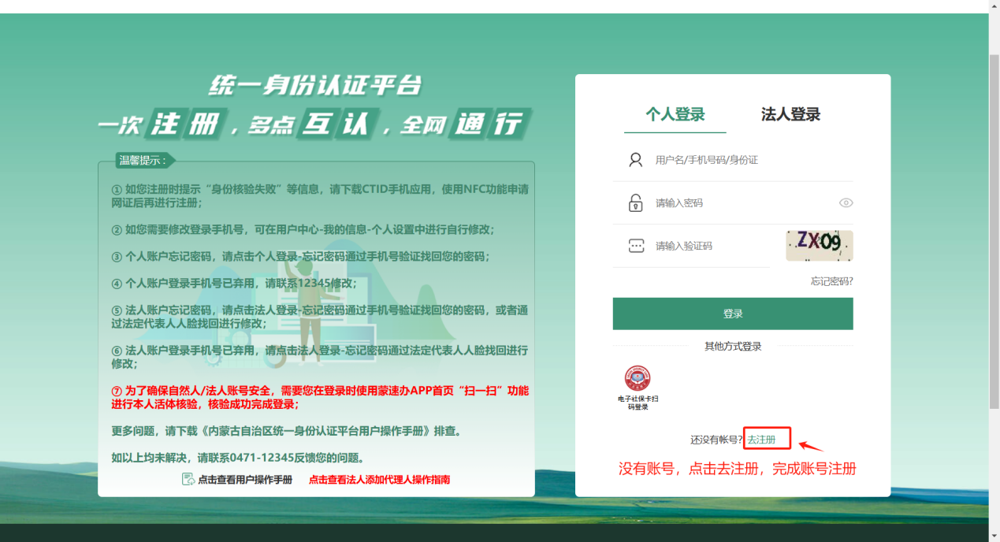 统一身份认证平台
一次注册，多点互认，全网通行
温馨提示：
① 如您注册时提示“身份核验失败”等信息，请下载CTID手机应用，使用NFC功能申请
网证后再进行注册；
② 如您需要修改登录手机号，可在用户中心-我的信息-个人设置中进行自行修改；
③ 个人账户忘记密码，请点击个人登录-忘记密码通过手机号验证找回您的密码；
④ 个人账户登录手机号已弃用，请联系12345修改；
⑤ 法人账户忘记密码，请点击法人登录-忘记密码通过手机号验证找回您的密码，或者通
过法定代表人人脸找回进行修改；
⑥ 法人账户登录手机号已弃用，请点击法人登录-忘记密码通过法定代表人人脸找回进行
修改；
⑦ 为了确保自然人/法人账号安全，需要您在登录时使用蒙速办APP首页“扫一扫”功能
进行本人活体核验，核验成功完成登录；
更多问题，请下载《内蒙古自治区统一身份认证平台用户操作手册》排查。
如以上均未解决，请联系0471-12345反馈您的问题。
点击查看用户操作手册 点击查看法人添加代理人操作指南
个人登录 法人登录
用户名/手机号码/身份证
请输入密码
请输入验证码 ZX09
忘记密码?
登录
其他方式登录
电子社保卡扫
码登录
还没有帐号? 去注册
没有账号，点击去注册，完成账号注册